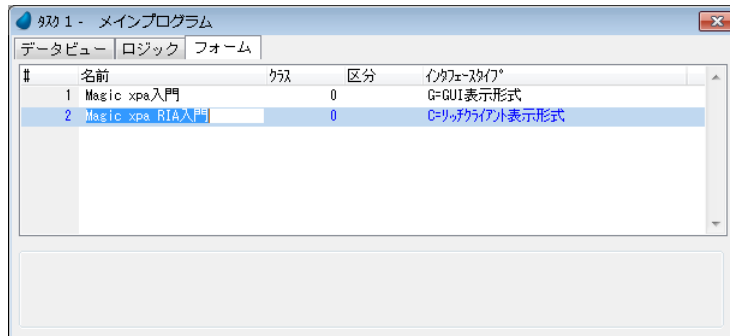 ﾀｽｸ 1 - メインプログラム
データビュー ロジック フォーム
# 名前 ｸﾗｽ 区分 ｲﾝﾀﾌｪｰｽﾀｲﾌﾟ
1 Magic xpa入門 0 G=GUI表示形式
2 Magic xpa RIA入門 0 C=ﾘｯﾁｸﾗｲｱﾝﾄ表示形式